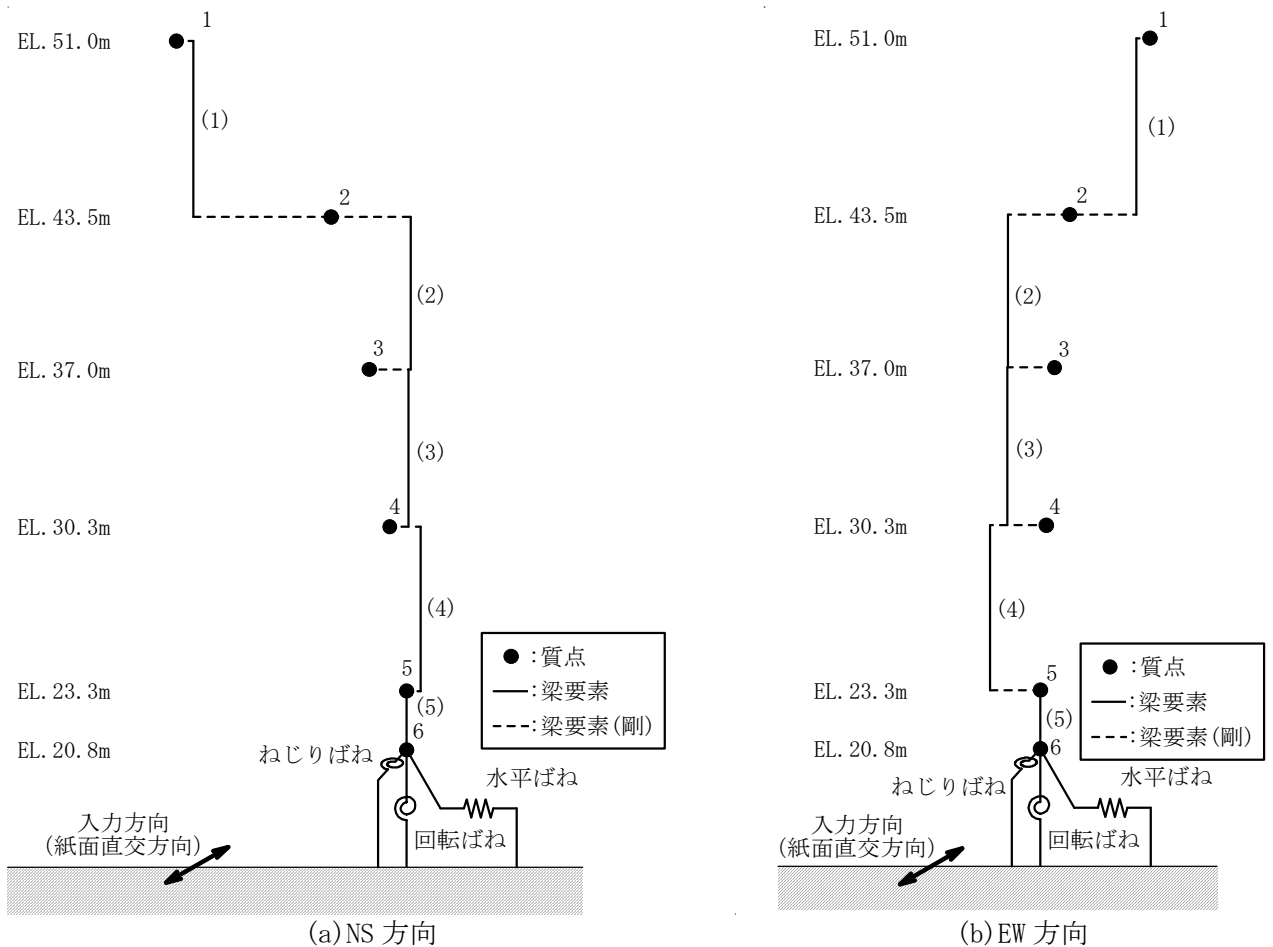 1
EL.51.0m
(1)
2
EL.43.5m
(2)
3
EL.37.0m
(3)
4
EL.30.3m
(4)
●:質点
5
EL.23.3m
(5)
梁要素
6
EL.20.8m
梁要素(剛)
ねじりばね
水平ばね
入力方向
(紙面直交方向)
回転ばね
(a)NS 方向
1
EL.51.0m
(1)
2
EL.43.5m
(2)
3
EL.37.0m
(3)
4
EL.30.3m
(4)
●:質点
5
EL.23.3m
(5)
梁要素
6
EL.20.8m
梁要素(剛)
ねじりばね
水平ばね
入力方向
(紙面直交方向)
回転ばね
(b)EW 方向